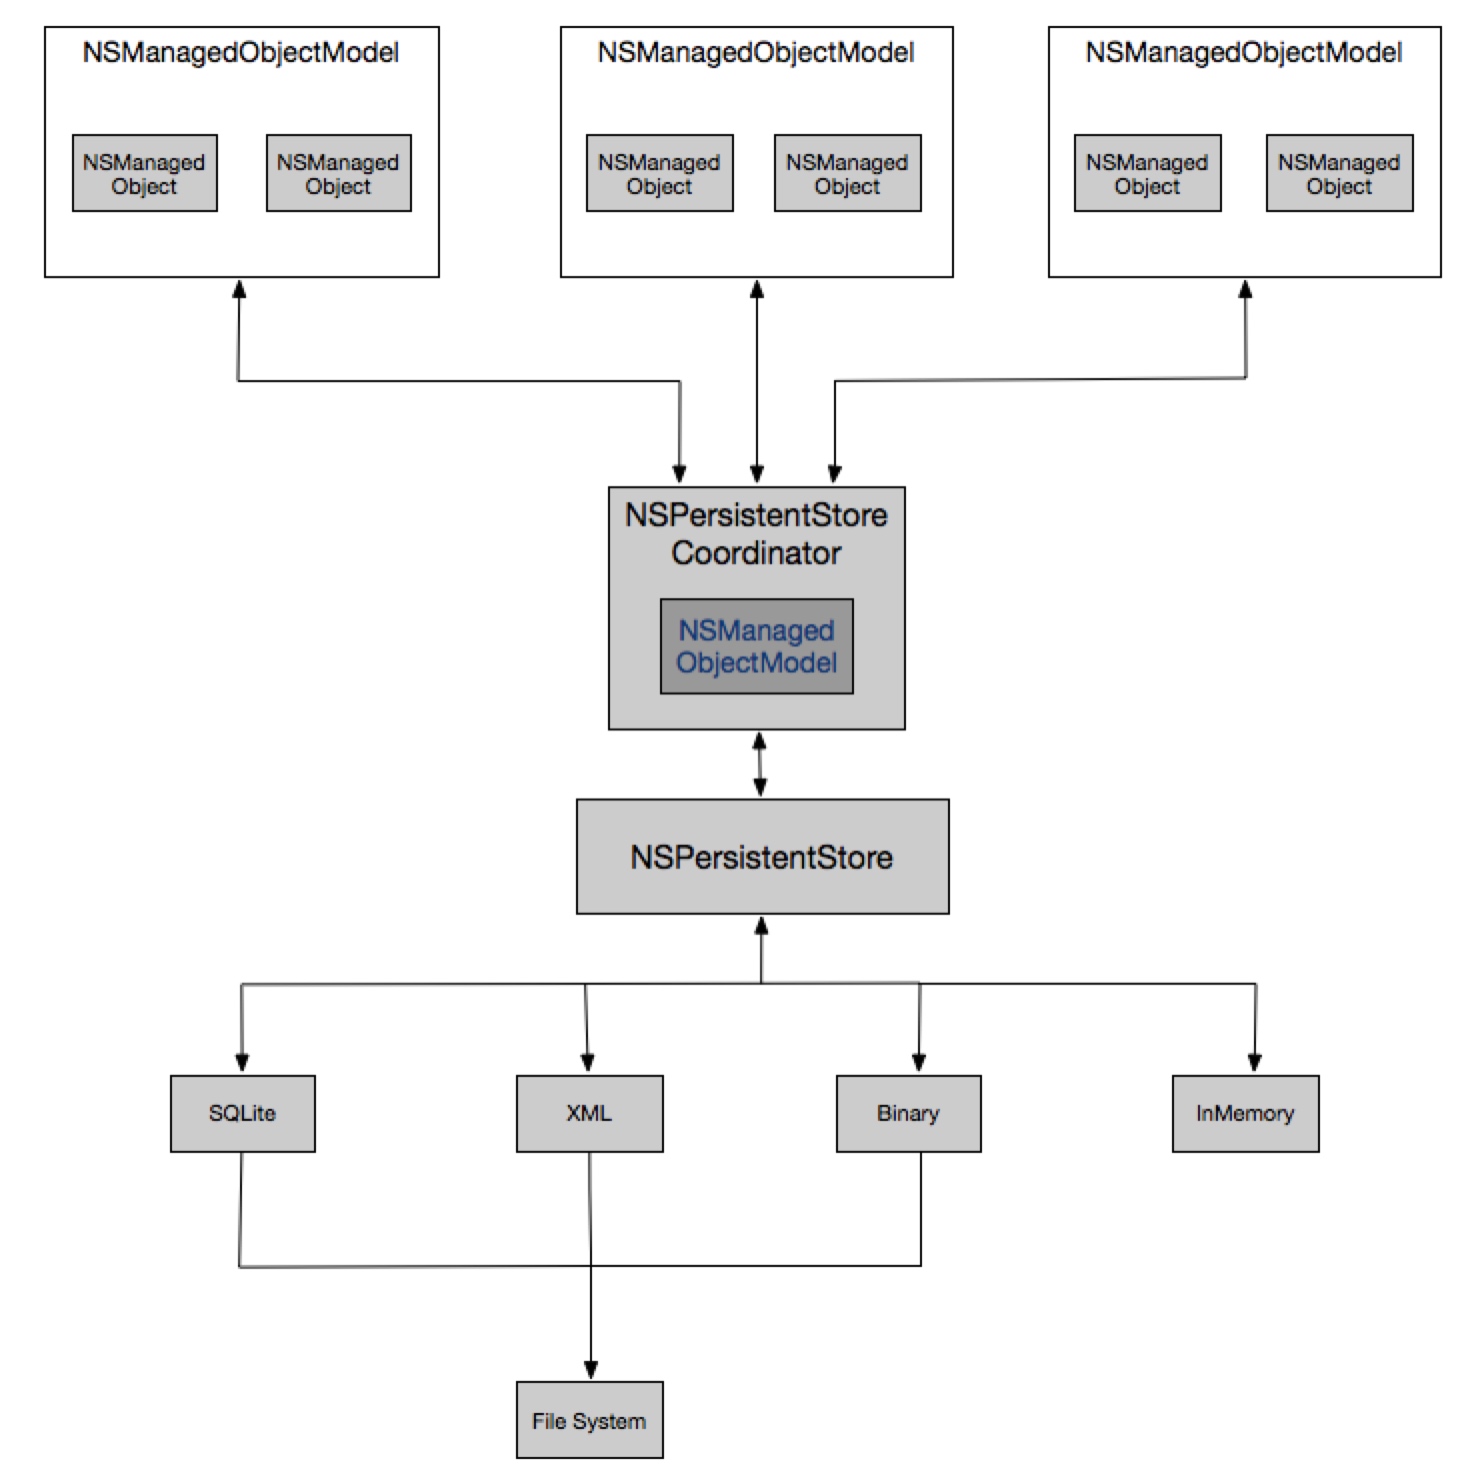 NSManagedObjectModel
NSManaged
Object
NSManaged
Object
NSManagedObjectModel
NSManaged
Object
NSManaged
Object
NSManagedObjectModel
NSManaged
Object
NSManaged
Object
NSPersistentStore
Coordinator
NSManaged
ObjectModel
NSPersistentStore
SQLite
XML
Binary
InMemory
File System